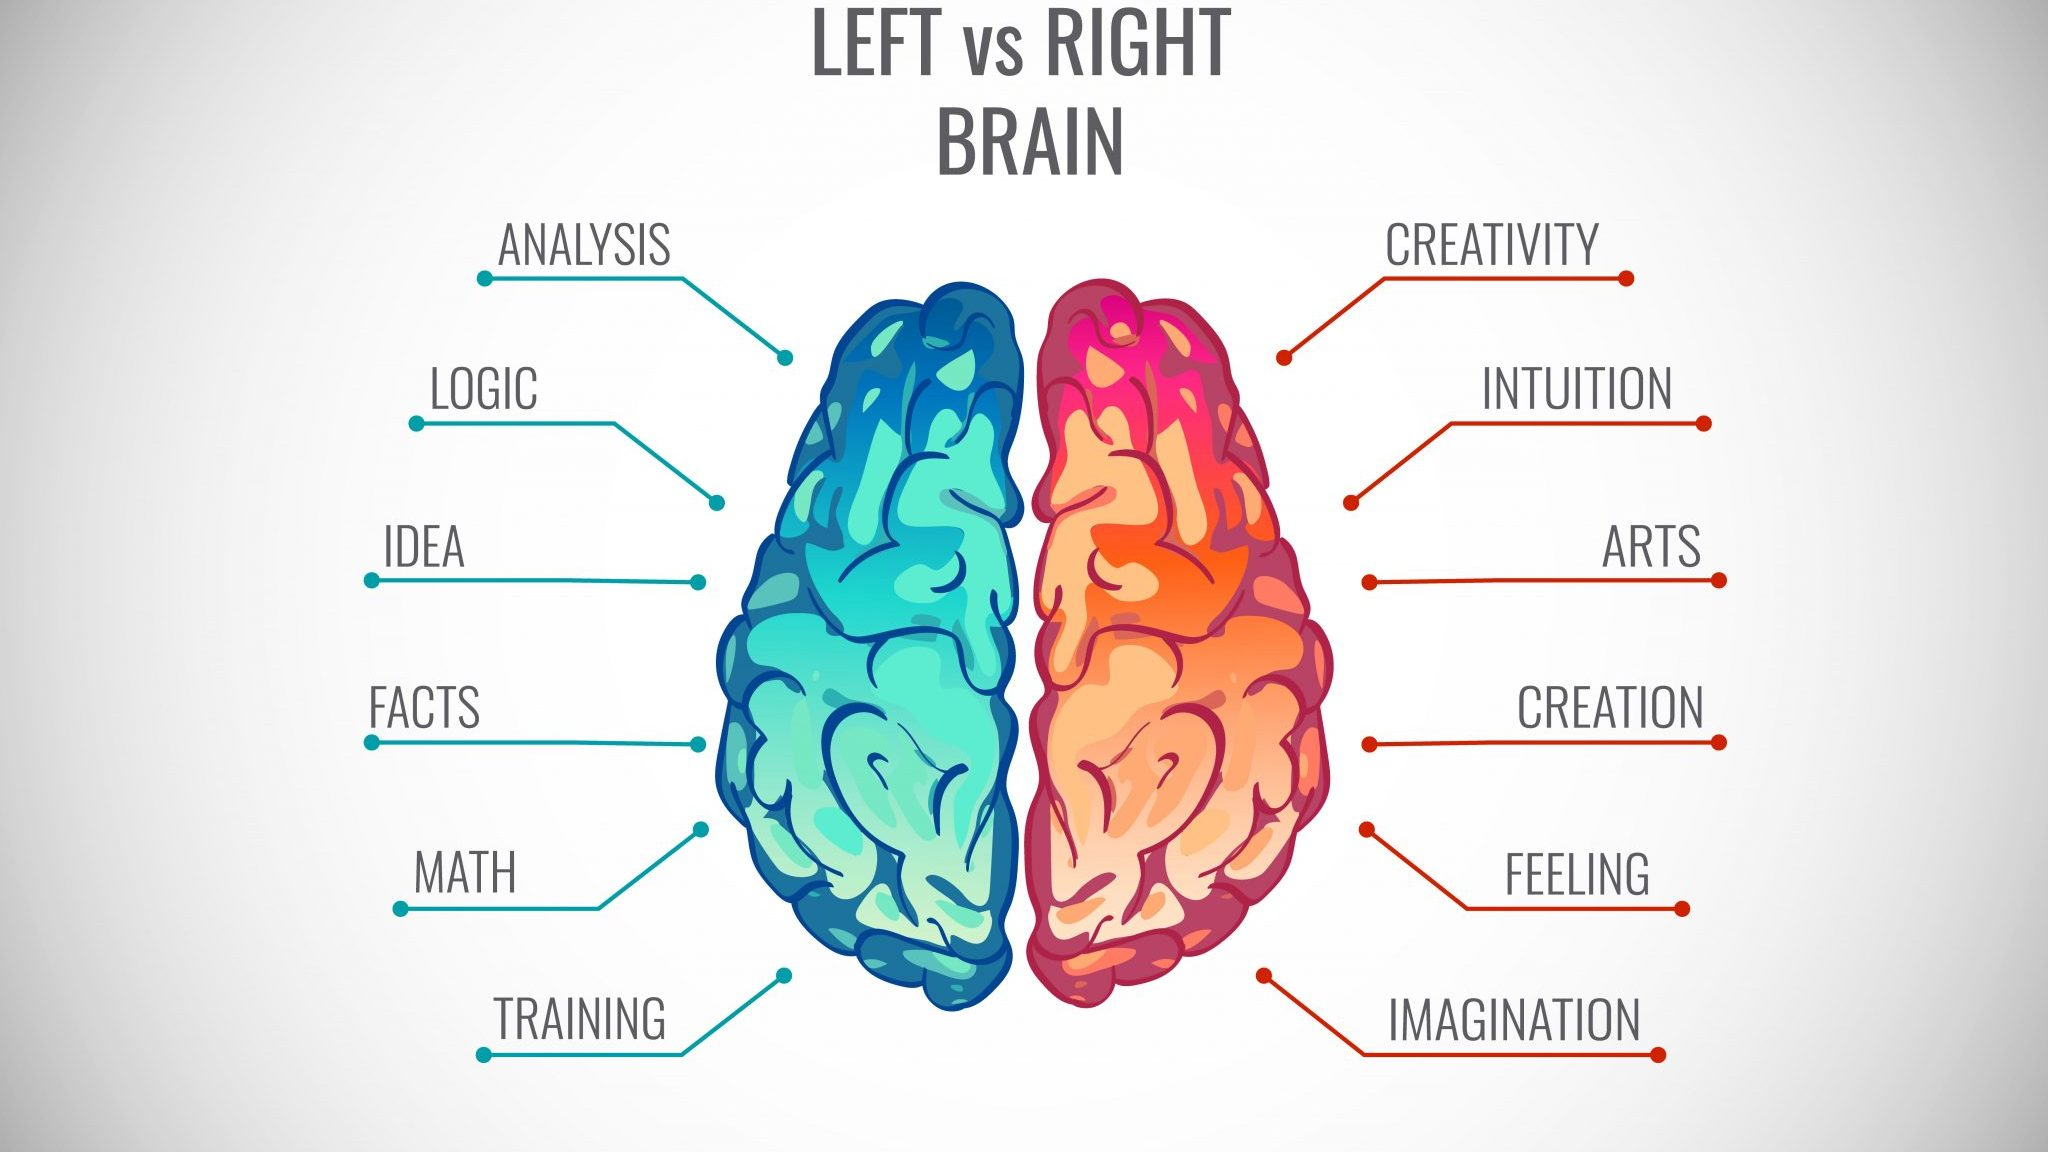 LEFT vs RIGHT
BRAIN
ANALYSIS
LOGIC
IDEA
FACTS
MATH
TRAINING
CREATIVITY
INTUITION
ARTS
CREATION
FEELING
IMAGINATION